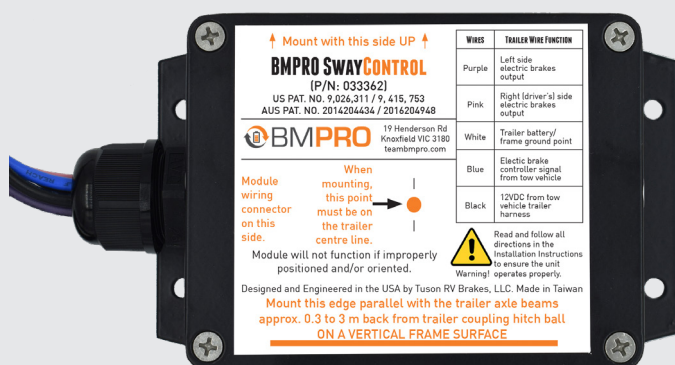 Mount with this side UP
BMPRO SWAYCONTROL
(P/N: 033362)
US PAT. NO. 9,026,311 / 9, 415, 753
AUS PAT. NO. 2014204434 / 2016204948
BMPRO
19 Henderson Rd
Knoxfield VIC 3180
teambmpro.com
Module
wiring
connector
on this
side.
When
mounting,
this point
must be on
the trailer
centre line.
Module will not function if improperly
positioned and/or oriented.
WIRES TRAILER WIRE FUNCTION
Purple Left side
electric brakes
output
Pink Right (driver's) side
electric brakes
output
White Trailer battery/
frame ground point
Blue Electic brake
controller signal
from tow vehicle
Black 12VDC from tow
vehicle trailer
harness
Warning!
Read and follow all
directions in the
Installation Instructions
to ensure the unit
operates properly.
Designed and Engineered in the USA by Tuson RV Brakes, LLC. Made in Taiwan
Mount this edge parallel with the trailer axle beams
approx. 0.3 to 3 m back from trailer coupling hitch ball
ON A VERTICAL FRAME SURFACE